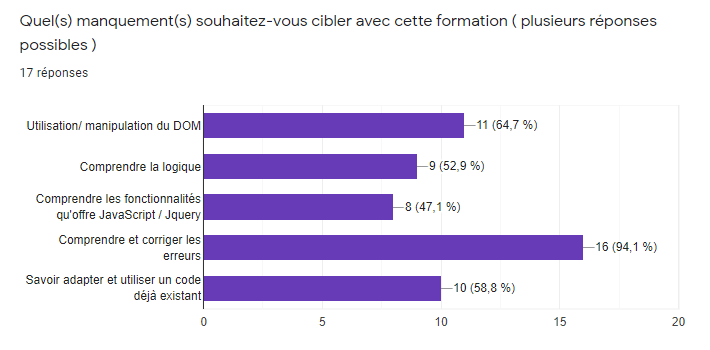 Quel(s) manquement(s) souhaitez-vous cibler avec cette formation ( plusieurs réponses
possibles )
17 réponses
Utilisation/ manipulation du DOM
11 (64,7 %)
Comprendre la logique
9 (52,9 %)
Comprendre les fonctionnalités
qu'offre JavaScript / Jquery
8 (47,1 %)
Comprendre et corriger les
erreurs
16 (94,1 %)
Savoir adapter et utiliser un code
déjà existant
10 (58,8 %)
0 5 10 15 20